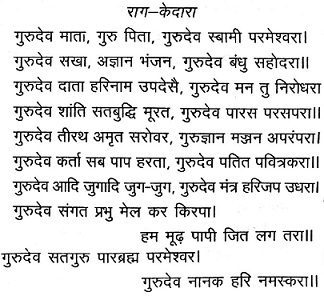 राग–केदारा
गुरुदेव माता, गुरु पिता, गुरुदेव स्वामी परमेश्वरा।
गुरुदेव सखा, अज्ञान भंजन, गुरुदेव बंधु सहोदरा॥
गुरुदेव दाता हरिनाम उपदेसै, गुरुदेव मन तु निरोधरा
गुरुदेव शांति सतबुद्धि मूरत, गुरुदेव पारस परसपरा॥
गुरुदेव तीरथ अमृत सरोवर, गुरुज्ञान मञ्जन अपरंपरा।
गुरुदेव कर्ता सब पाप हरता, गुरुदेव पतित पवित्रकरा॥
गुरुदेव आदि जुगादि जुग-जुग, गुरुदेव मंत्र हरिजप उधरा।
गुरुदेव संगत प्रभु मेल कर किरपा।
हम मूढ़ पापी जित लग तरा॥
गुरुदेव सतगुरु पारब्रह्म परमेश्वर।
गुरुदेव नानक हरि नमस्करा॥